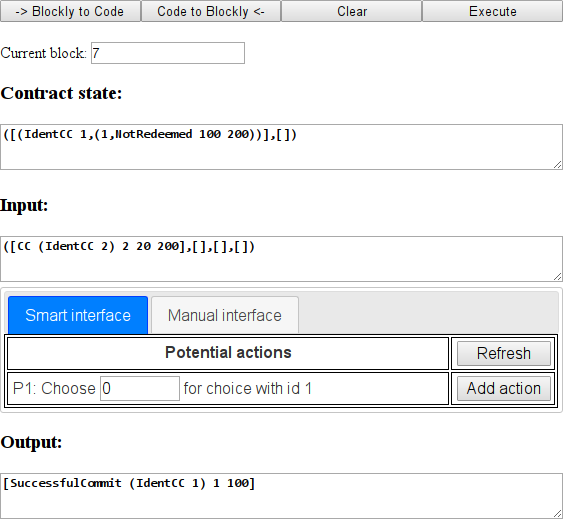 -> Blockly to Code Code to Blockly <- Clear Execute
Current block: 7
Contract state:
([(IdentCC 1,(1,NotRedeemed 100 200))],[])
Input:
([CC (IdentCC 2) 2 20 200],[],[],[])
Smart interface Manual interface
Potential actions Refresh
P1: Choose 0 for choice with id 1 Add action
Output:
[SuccessfulCommit (IdentCC 1) 1 100]